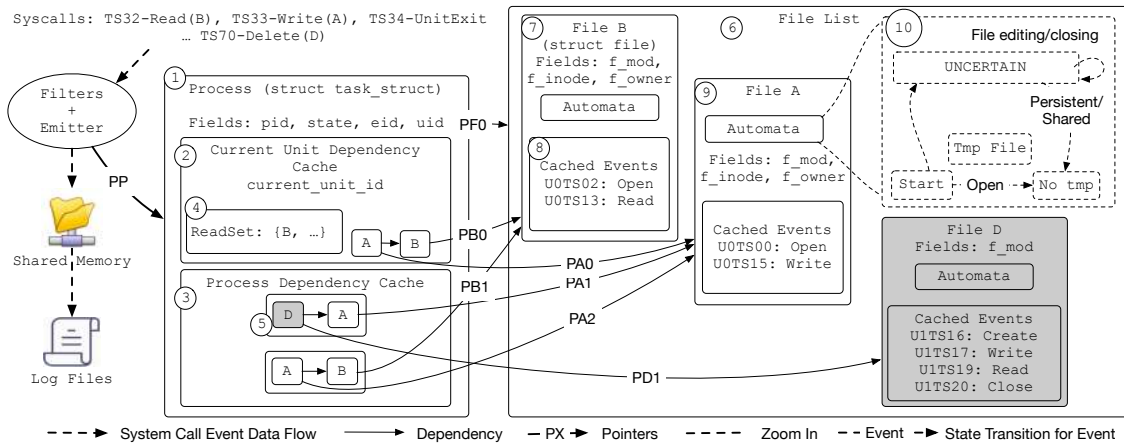 Syscalls: TS32-Read(B), TS33-Write(A), TS34-UnitExit
… TS70-Delete(D)
Filters
+
Emitter
PP
Shared Memory
Log Files
1
Process (struct task_struct)
Fields: pid, state, eid, uid
PF0
2
Current Unit Dependency
Cache
current_unit_id
4
ReadSet: {B, …}
A
B
PB0
PA0
3
Process Dependency Cache
PB1
PA1
5
D
A
PA2
A
B
PD1
6
File List
7
File B
(struct file)
Fields: f_mod,
f_inode, f_owner
Automata
8
Cached Events
U0TS02: Open
U0TS13: Read
9
File A
Automata
Fields: f_mod,
f_inode, f_owner
Cached Events
U0TS00: Open
U0TS15: Write
10
File editing/closing
UNCERTAIN
Persistent/
Shared
Tmp File
Start
Open
No tmp
File D
Fields: f_mod
Automata
Cached Events
U1TS16: Create
U1TS17: Write
U1TS19: Read
U1TS20: Close
System Call Event Data Flow
Dependency
PX
Pointers
Zoom In
Event
State Transition for Event